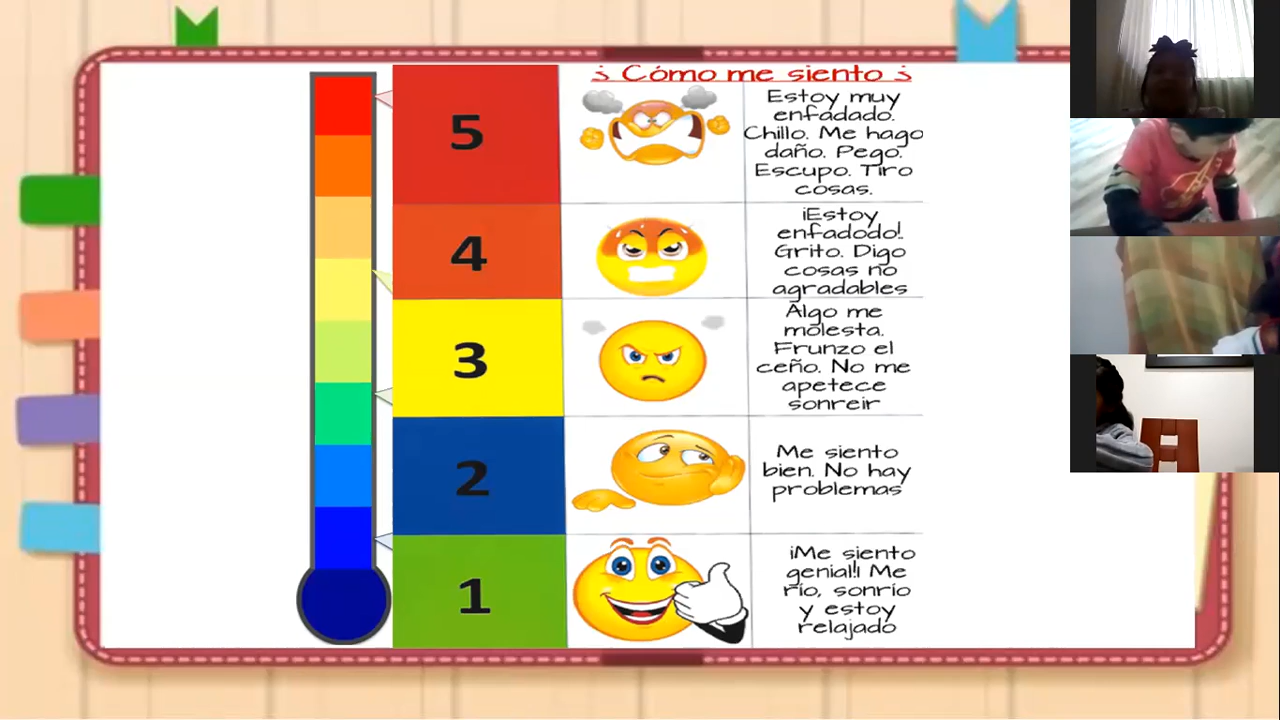 ¿ Cómo me siento ¿
5
Estoy muy
enfadado.
Chillo. Me hago
daño. Pego.
Escupo. Tiro
cosas.
4
¡Estoy
enfadodo!
Grito. Digo
cosas no
agradables
3
Algo me
molesta.
Frunzo el
ceño. No me
apetece
sonreir
2
Me siento
bien. No hay
problemas
1
¡Me siento
genial!¡ Me
río, sonrío
y estoy
relajado